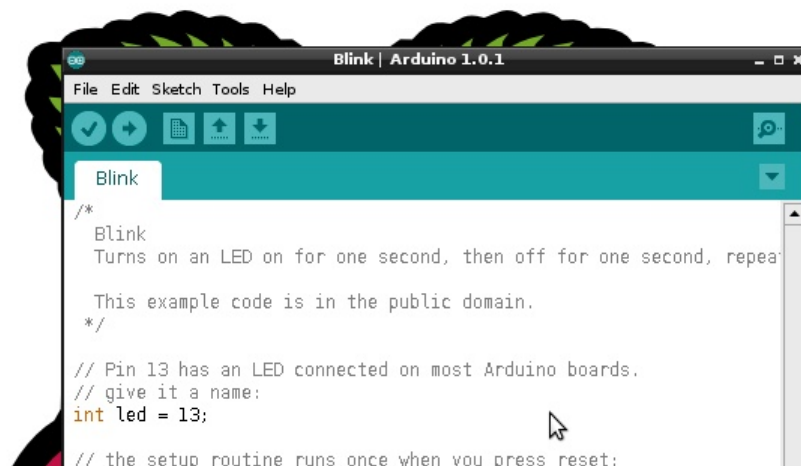 Blink | Arduino 1.0.1
File Edit Sketch Tools Help
Blink
/*
Blink
Turns on an LED on for one second, then off for one second,
This example code is in the public domain.
*/
// Pin 13 has an LED connected on most Arduino boards.
// give it a name:
int led = 13;
// the setup routine runs once when you press reset: